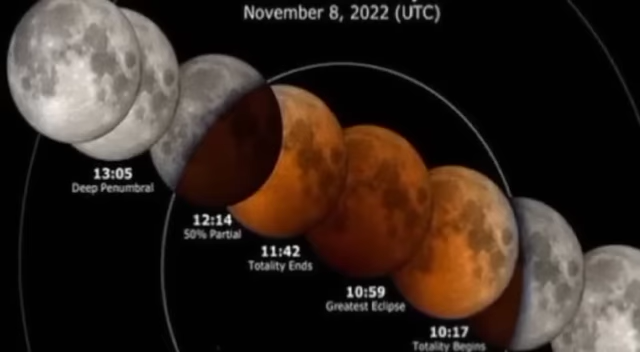 November 8, 2022 (UTC)
13:05
Deep Penumbral
12:14
50% Partial
11:42
Totality Ends
10:59
Greatest Eclipse
10:17
Totality Begins